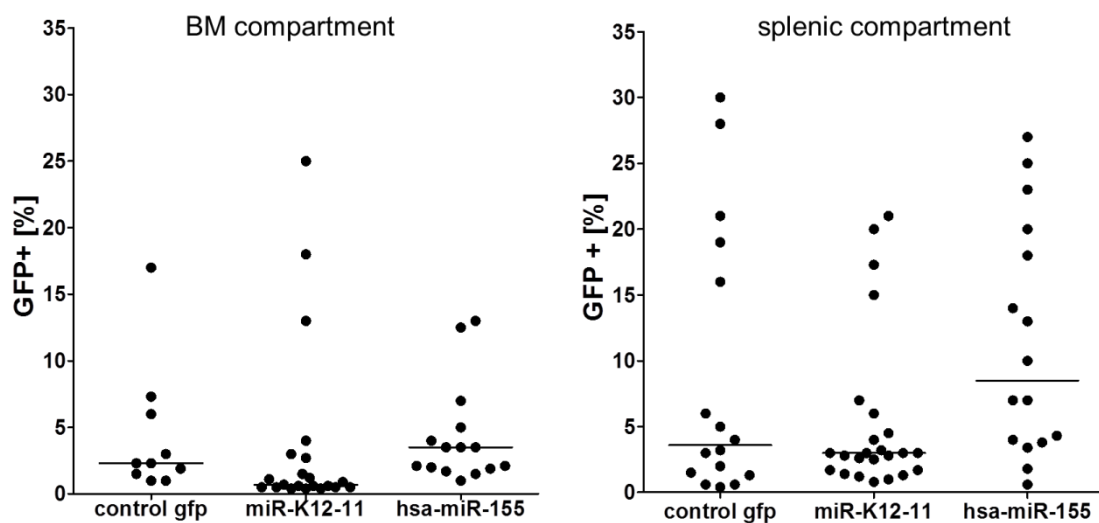 BM compartment
GFP+ [%]
35
30
25
20
15
10
5
0
control gfp miR-K12-11 hsa-miR-155
splenic compartment
GFP + [%]
35
30
25
20
15
10
5
0
control gfp miR-K12-11 hsa-miR-155